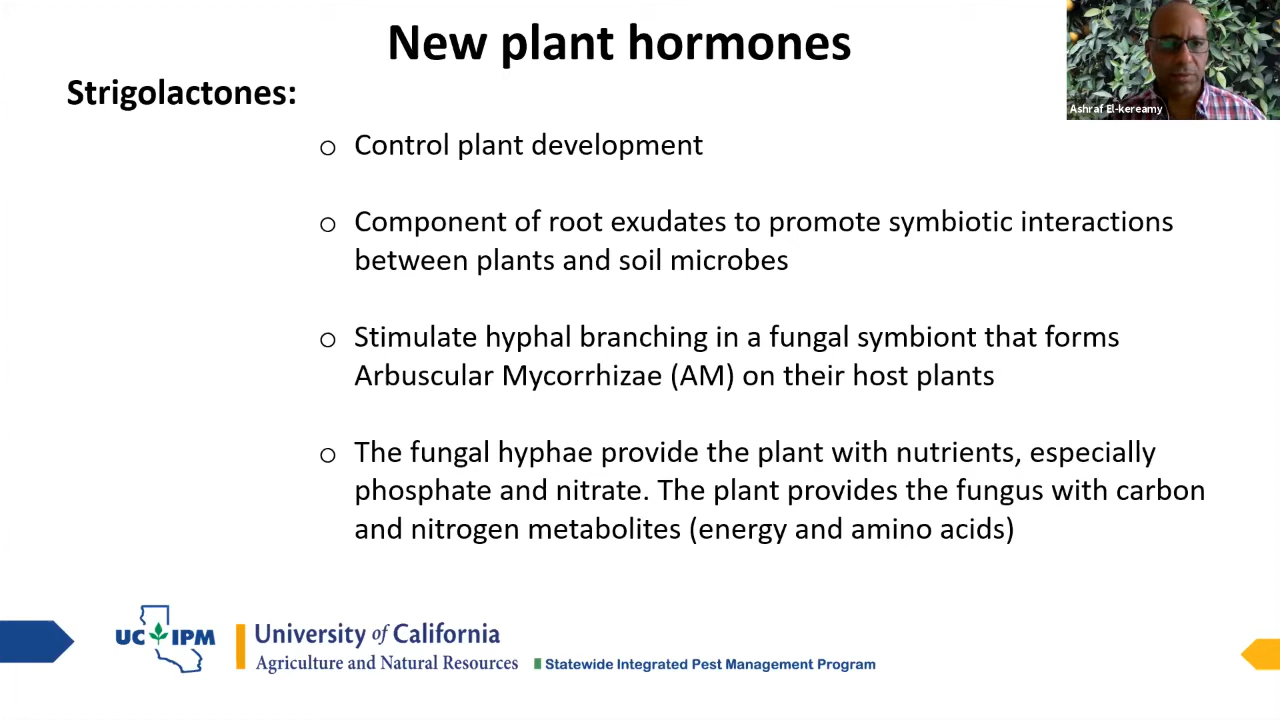 New plant hormones
Strigolactones:
Ashraf El-kereamy
o Control plant development
o Component of root exudates to promote symbiotic interactions
between plants and soil microbes
o Stimulate hyphal branching in a fungal symbiont that forms
Arbuscular Mycorrhizae (AM) on their host plants
o The fungal hyphae provide the plant with nutrients, especially
phosphate and nitrate. The plant provides the fungus with carbon
and nitrogen metabolites (energy and amino acids)
UC IPM
University of California
Agriculture and Natural Resources
Statewide Integrated Pest Management Program